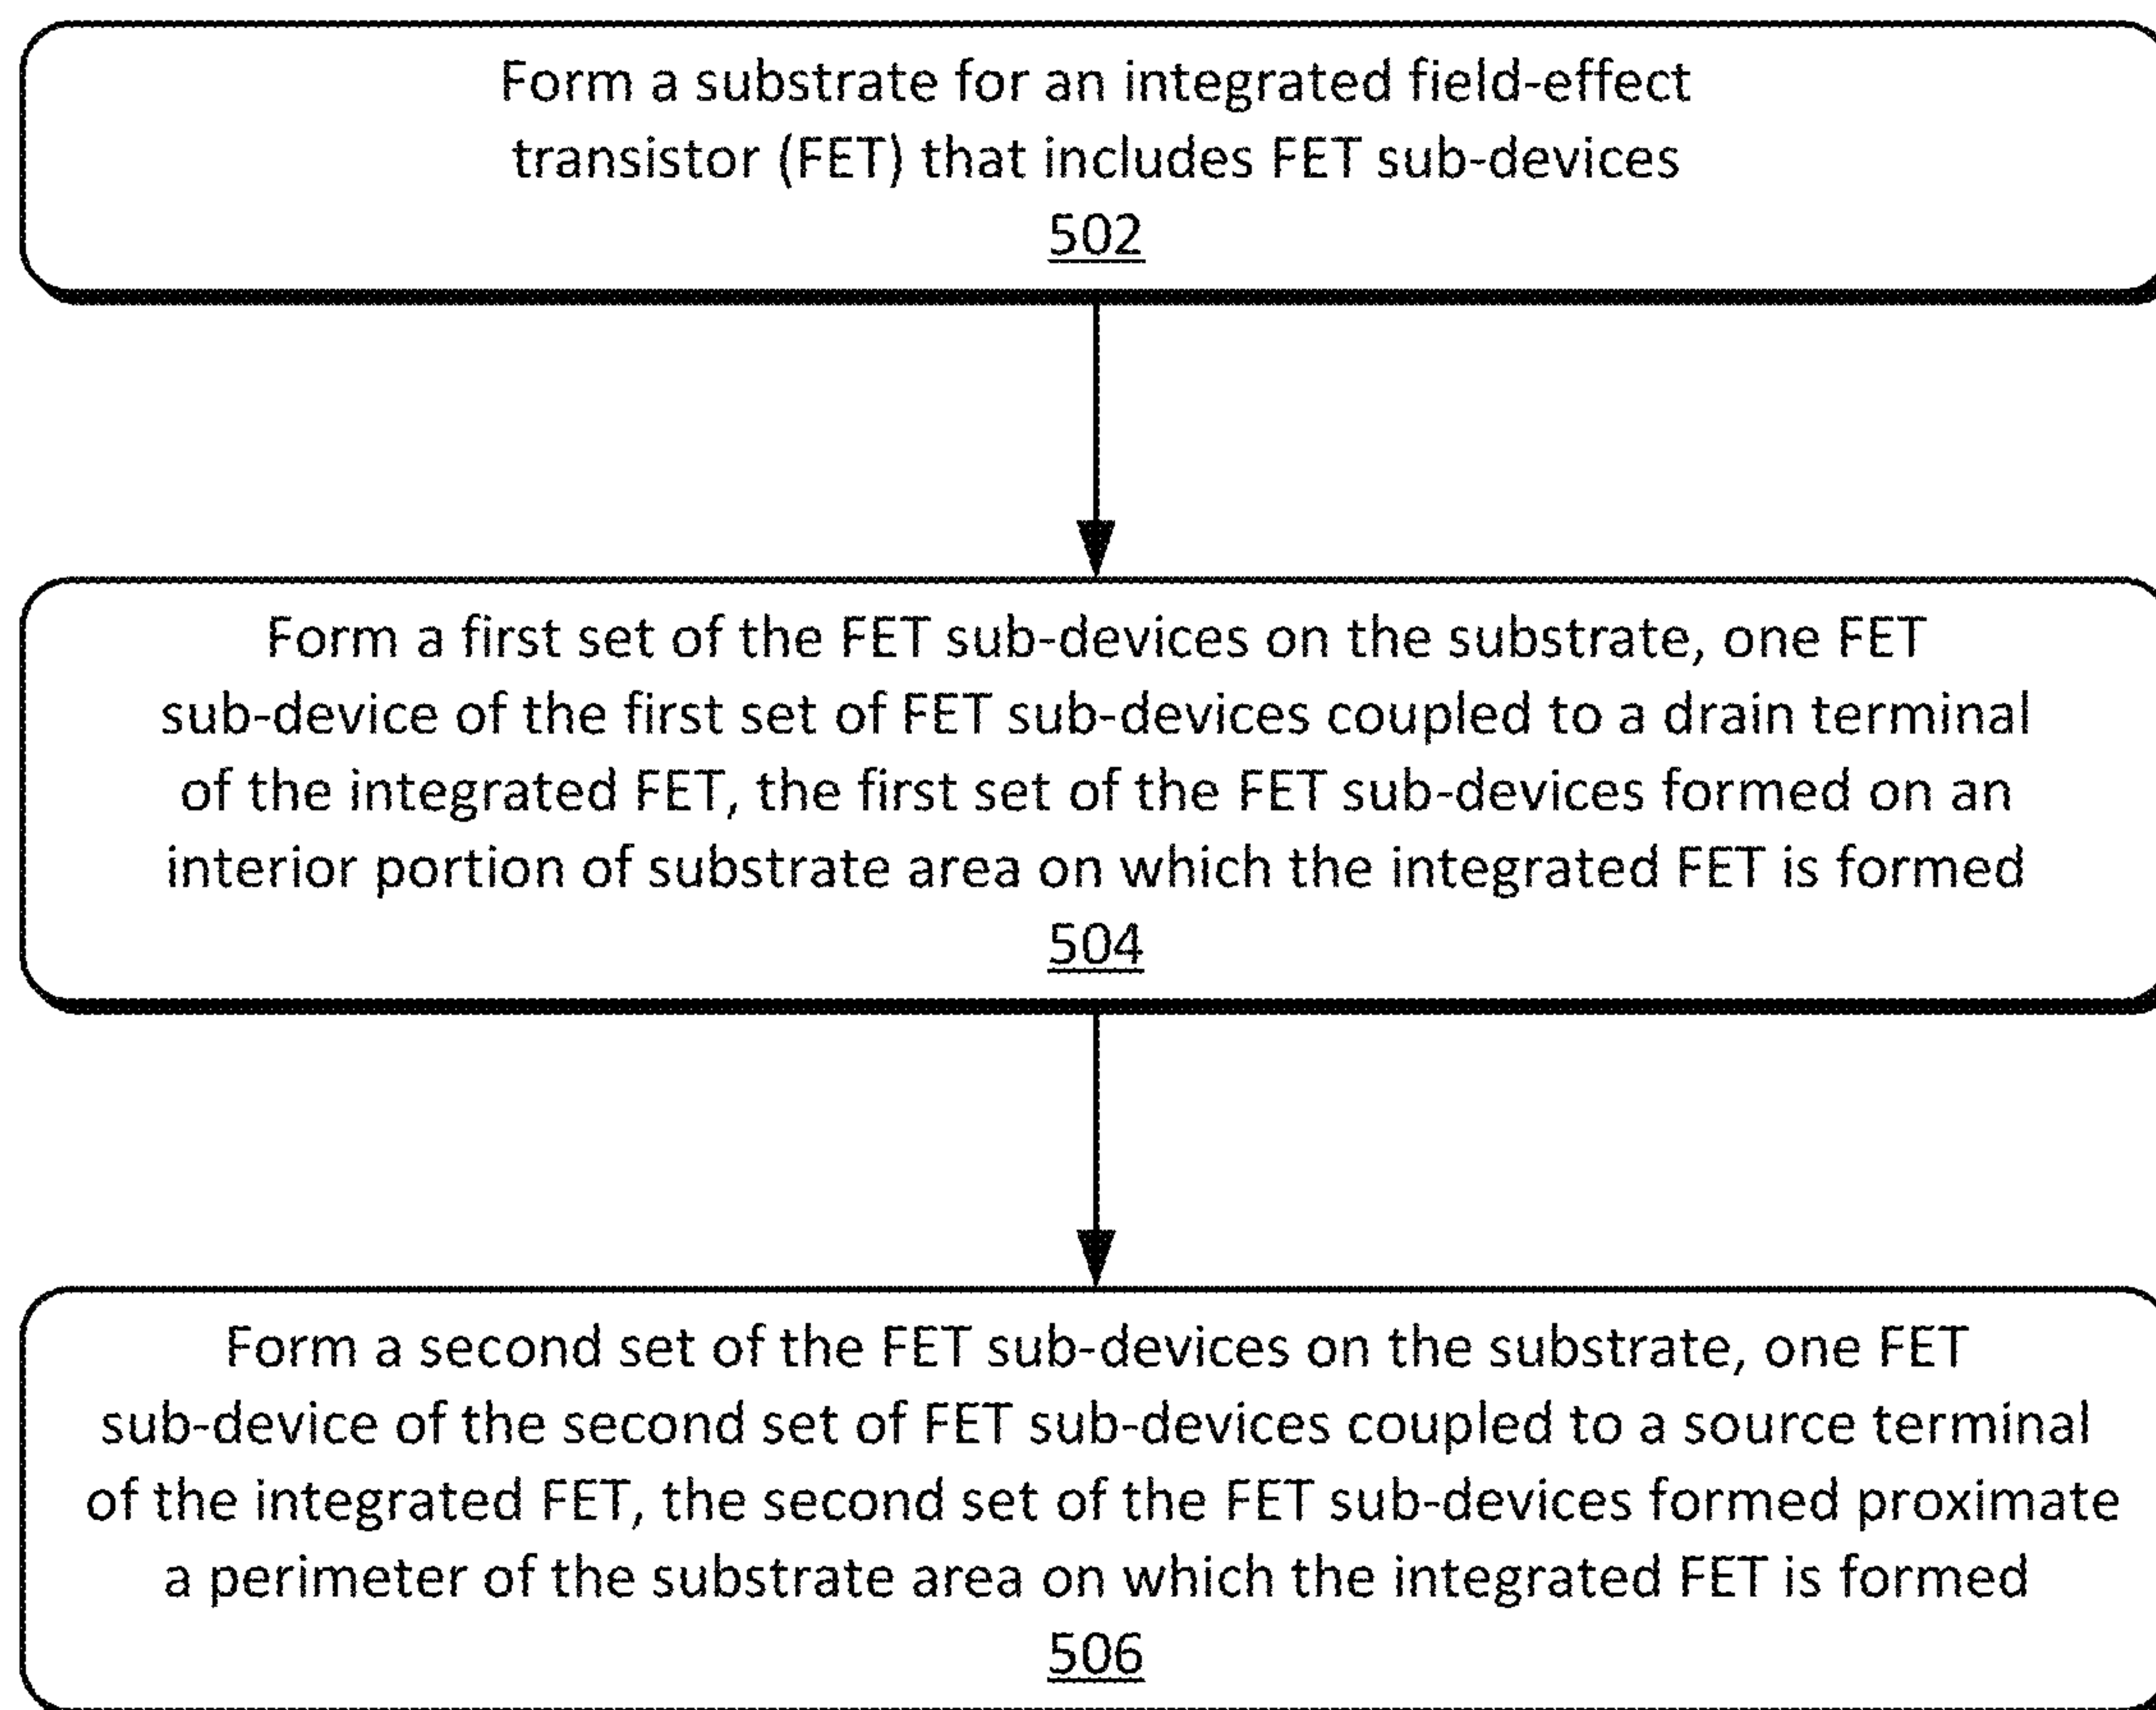 Form a substrate for an integrated field-effect
transistor (FET) that includes FET sub-devices
502
Form a first set of the FET sub-devices on the substrate, one FET
sub-device of the first set of FET sub-devices coupled to a drain terminal
of the integrated FET, the first set of the FET sub-devices formed on an
interior portion of substrate area on which the integrated FET is formed
504
Form a second set of the FET sub-devices on the substrate, one FET
sub-device of the second set of FET sub-devices coupled to a source terminal
of the integrated FET, the second set of the FET sub-devices formed proximate
a perimeter of the substrate area on which the integrated FET is formed
506